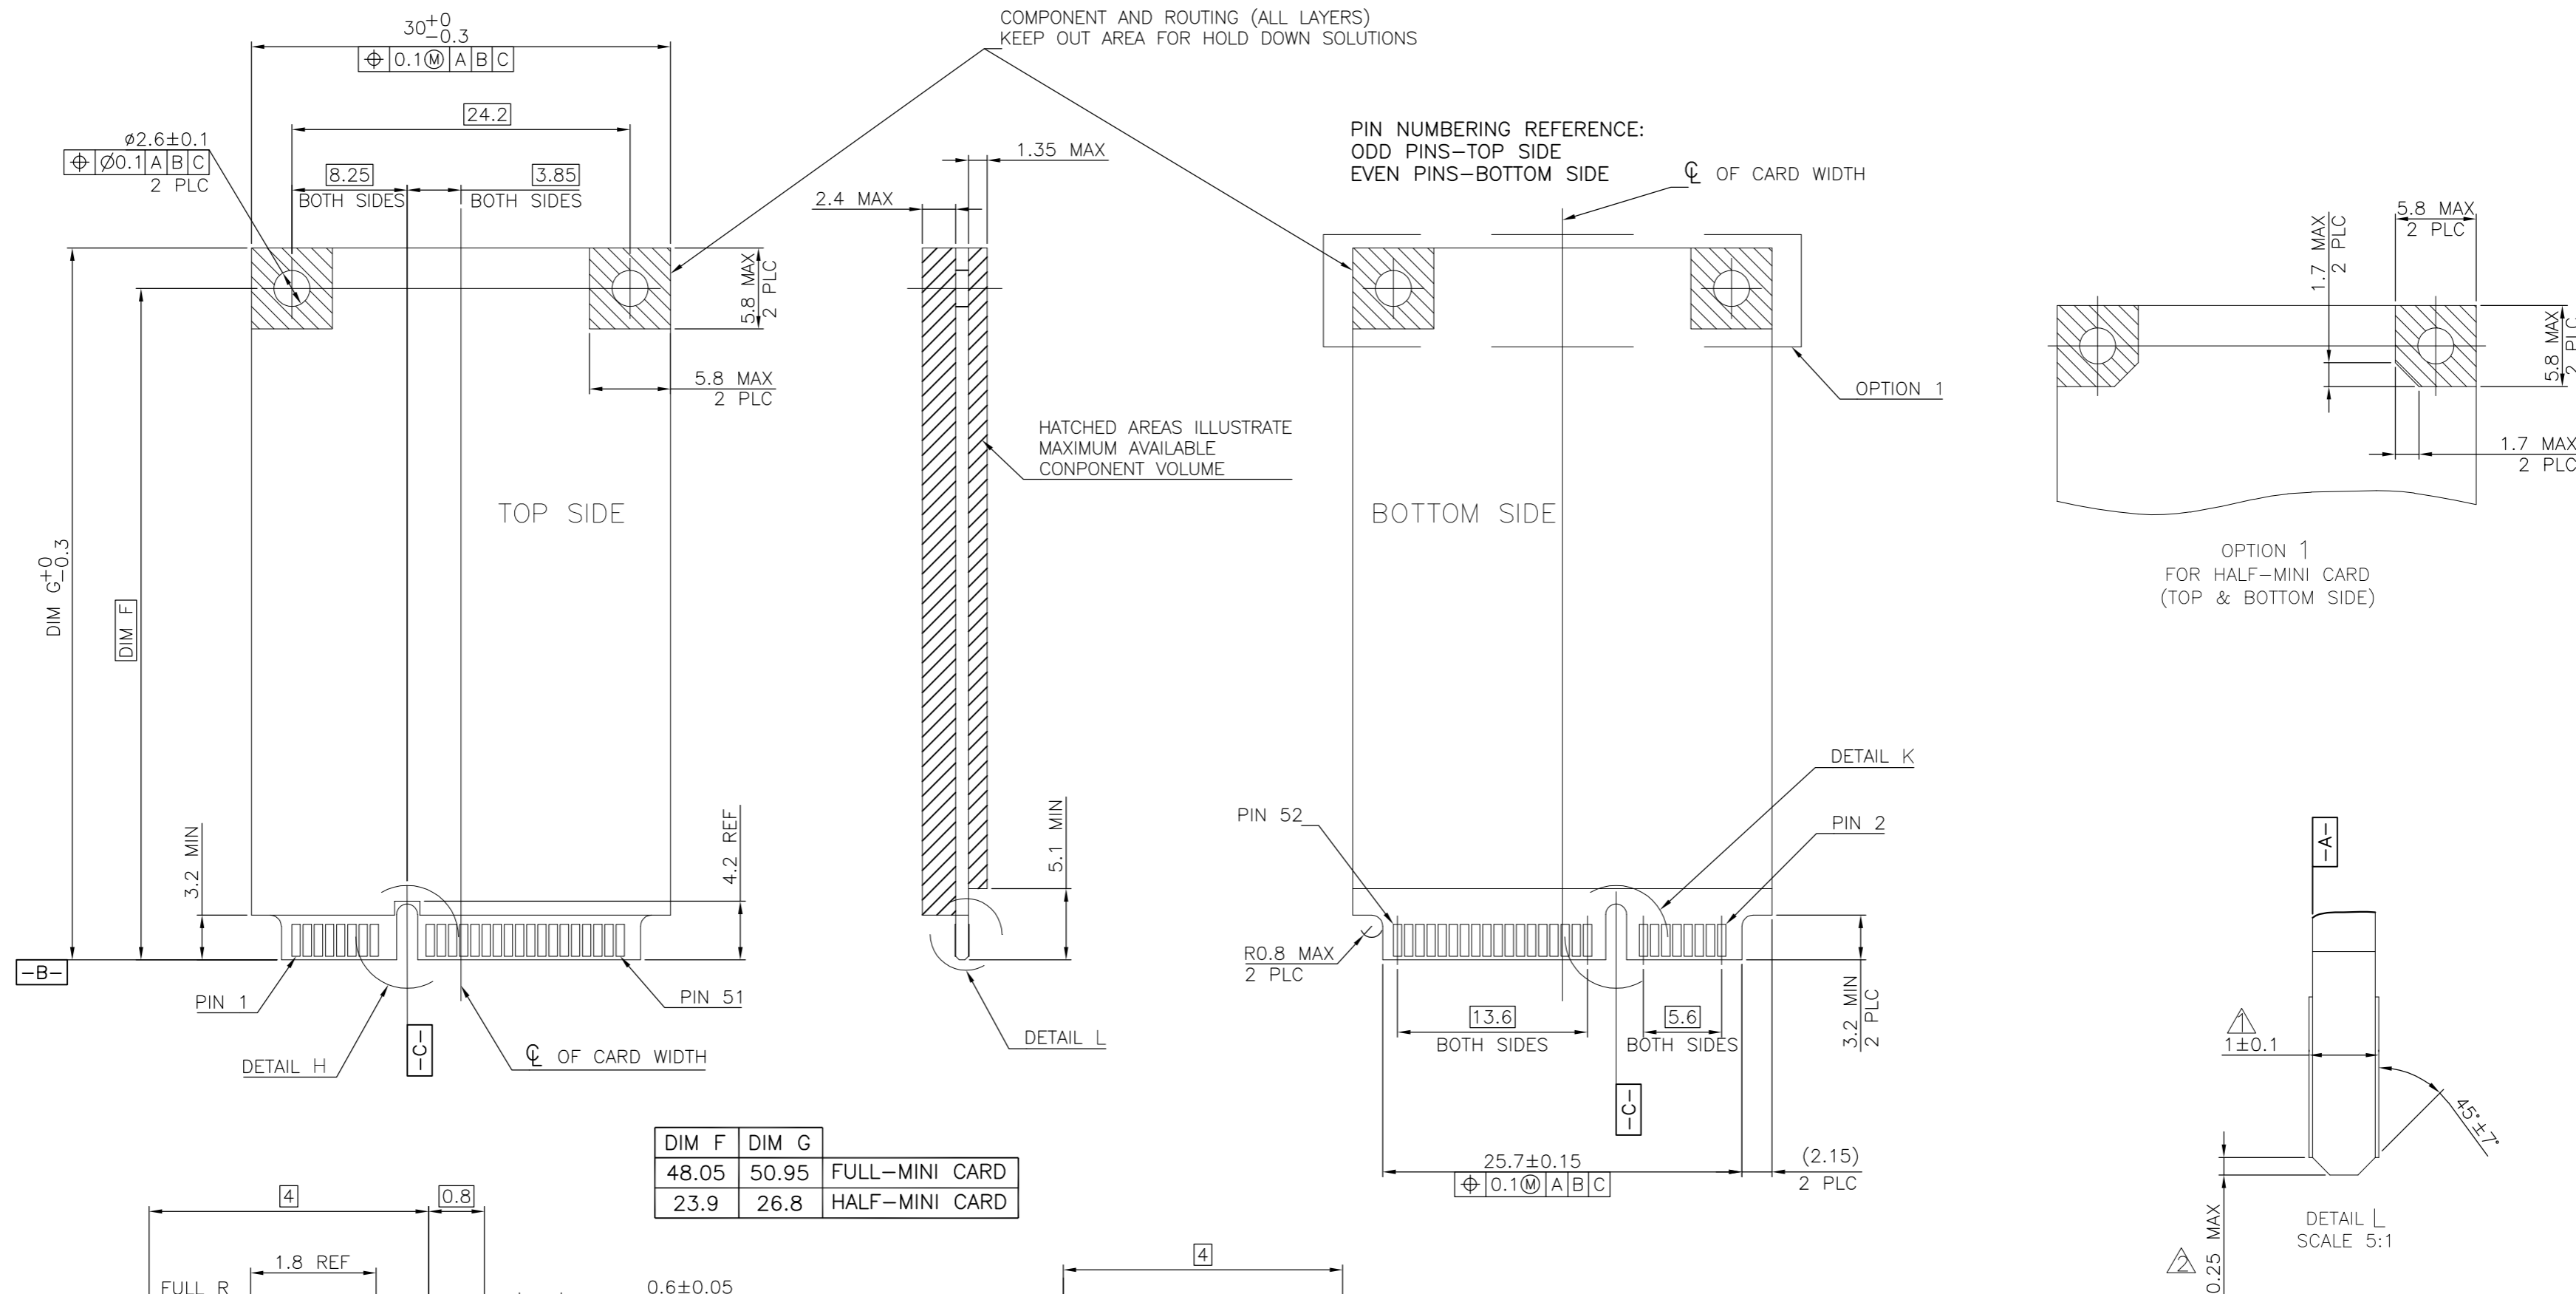 30+0
-0.3
⌖ 0.1Ⓜ A B C
COMPONENT AND ROUTING (ALL LAYERS)
KEEP OUT AREA FOR HOLD DOWN SOLUTIONS
24.2
ø2.6±0.1
⌖ Ø0.1 A B C
2 PLC
8.25
BOTH SIDES
3.85
BOTH SIDES
5.8 MAX
2 PLC
5.8 MAX
2 PLC
TOP SIDE
DIM G+0
-0.3
DIM F
3.2 MIN
4.2 REF
-B-
PIN 1
PIN 51
DETAIL H
-C-
℄ OF CARD WIDTH
1.35 MAX
2.4 MAX
HATCHED AREAS ILLUSTRATE
MAXIMUM AVAILABLE
CONPONENT VOLUME
5.1 MIN
DETAIL L
PIN NUMBERING REFERENCE:
ODD PINS-TOP SIDE
EVEN PINS-BOTTOM SIDE
℄ OF CARD WIDTH
OPTION 1
BOTTOM SIDE
DETAIL K
PIN 52
PIN 2
R0.8 MAX
2 PLC
13.6
BOTH SIDES
5.6
BOTH SIDES
3.2 MIN
2 PLC
-C-
25.7±0.15
⌖ 0.1Ⓜ A B C
(2.15)
2 PLC
5.8 MAX
2 PLC
1.7 MAX
2 PLC
5.8 MAX
2 PLC
1.7 MAX
2 PLC
OPTION 1
FOR HALF-MINI CARD
(TOP & BOTTOM SIDE)
-A-
1
1±0.1
45°±7°
2
0.25 MAX
DETAIL L
SCALE 5:1
DIM F DIM G
48.05 50.95 FULL-MINI CARD
23.9 26.8 HALF-MINI CARD
4
0.8
1.8 REF
FULL R
0.6±0.05
4